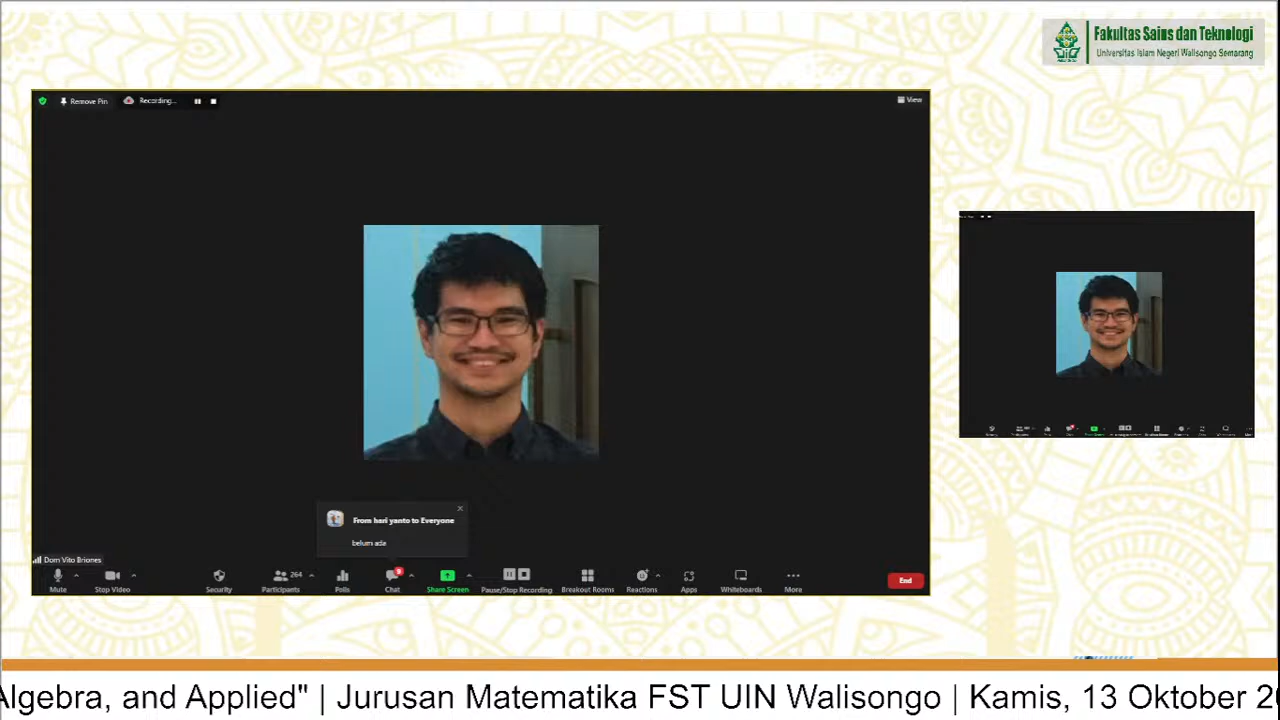 Fakultas Sains dan Teknologi
Universitas Islam Negeri Walisongo Semarang
Remove Pin
Recording...
View
From hari yanto to Everyone
belum ada
Dom Vito Briones
Mute
Stop Video
Security
264
Participants
Polls
9
Chat
Share Screen
Pause/Stop Recording
Breakout Rooms
Reactions
Apps
Whiteboards
More
End
Algebra, and Applied" | Jurusan Matematika FST UIN Walisongo | Kamis, 13 Oktober 2